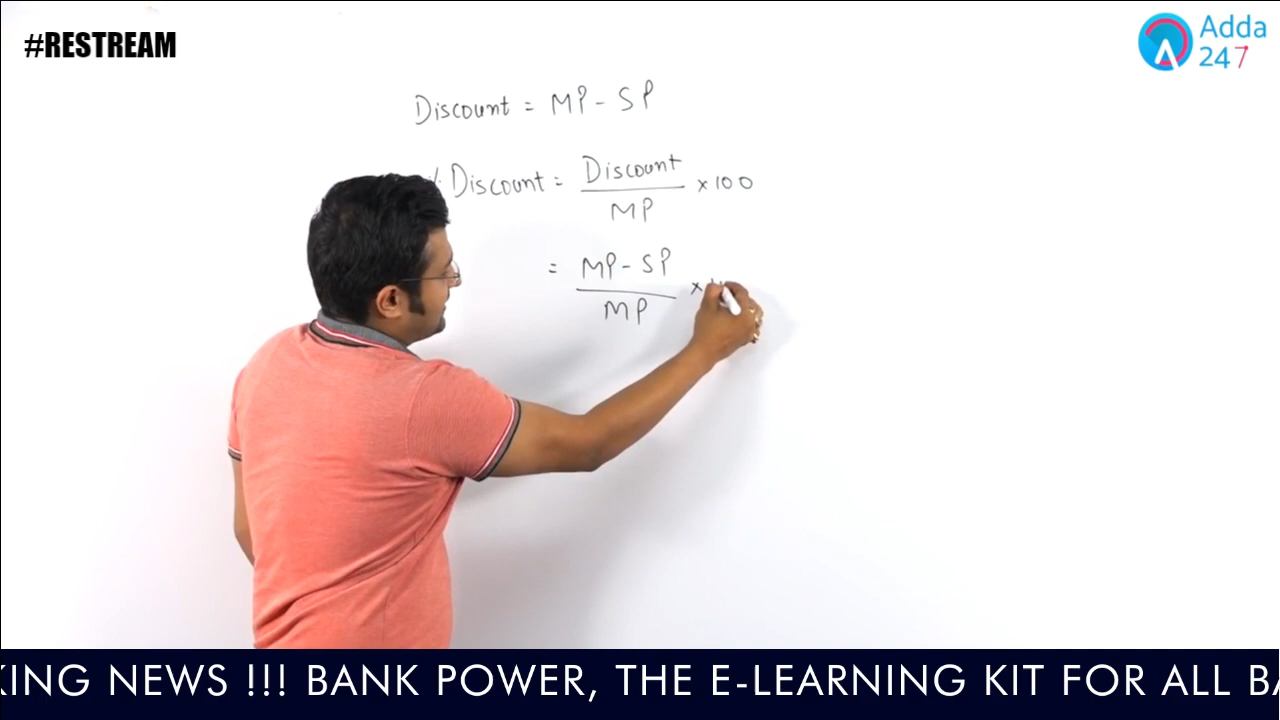 #RESTREAM
Adda
247
Discount = MP - SP
% Discount = Discount
MP
× 100
= MP - SP
MP
×
KING NEWS !!! BANK POWER, THE E-LEARNING KIT FOR ALL BA